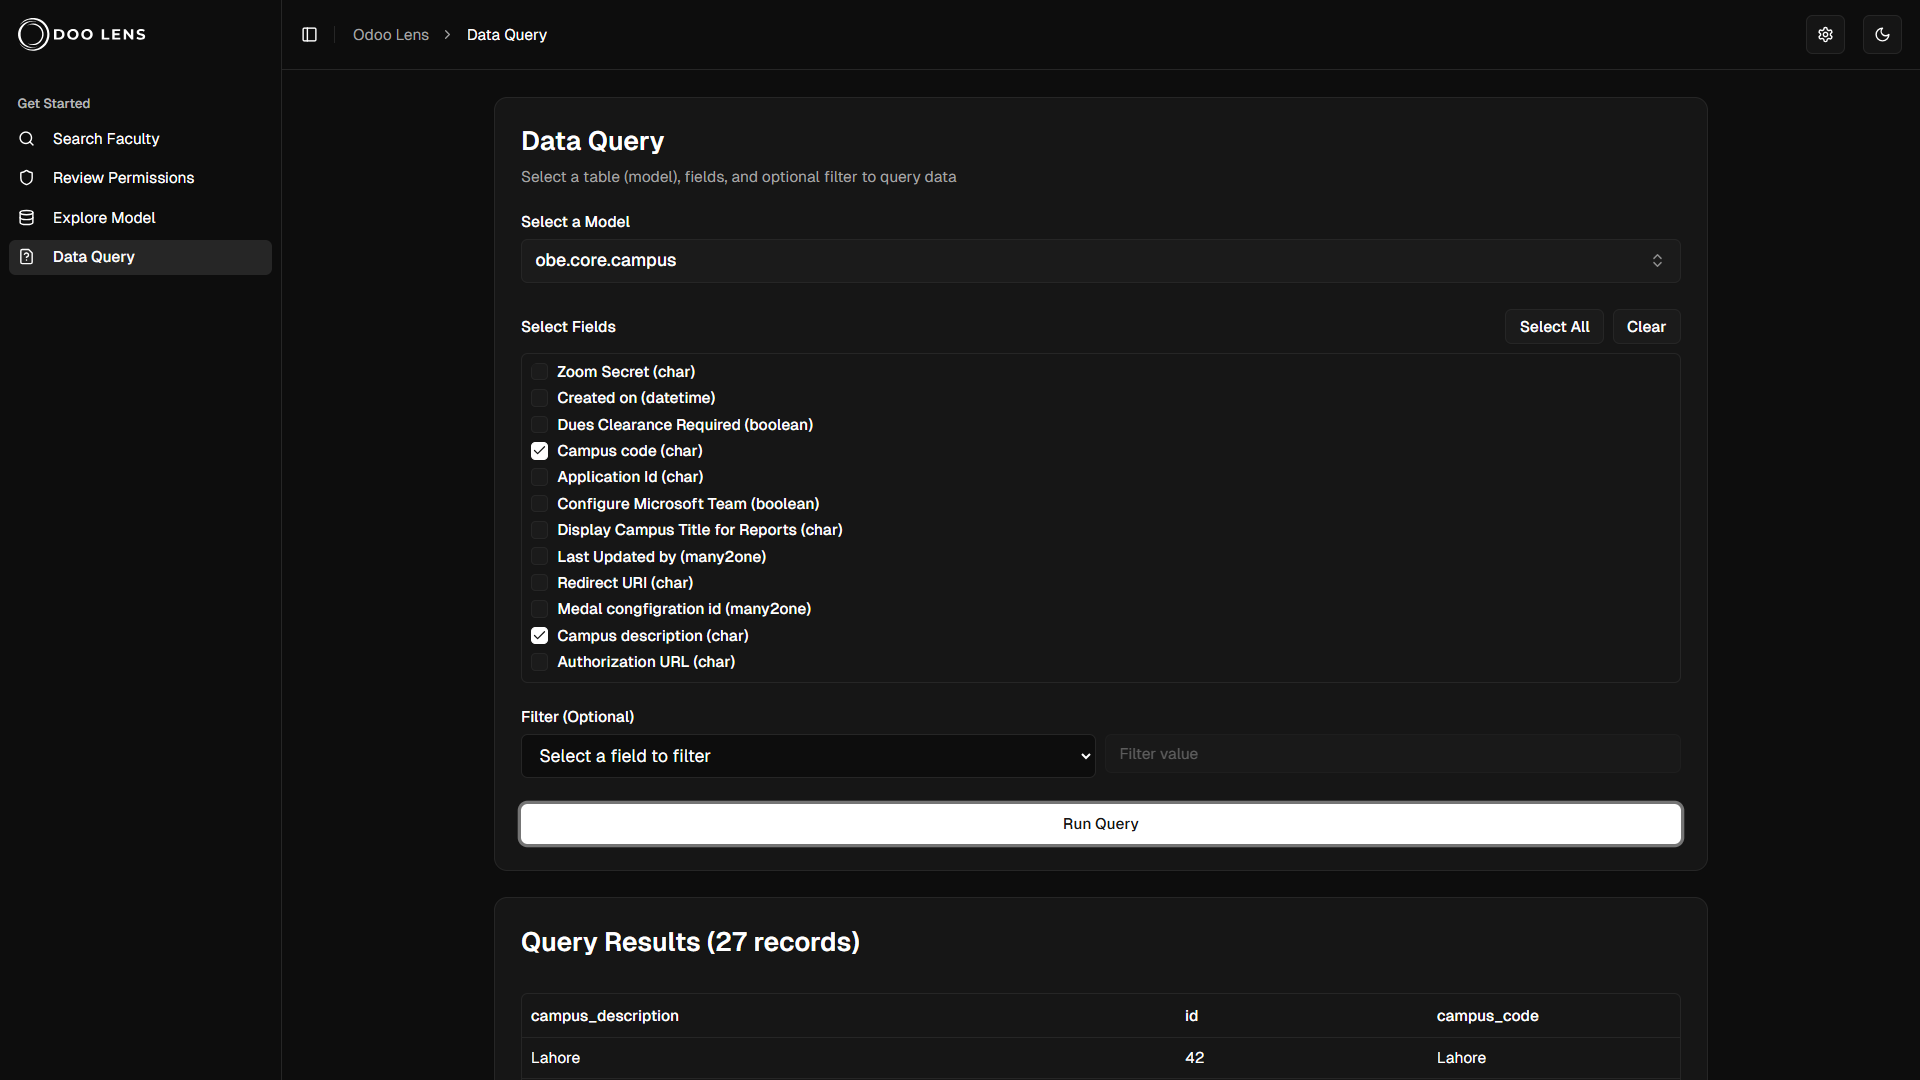 DOO LENS
Odoo Lens > Data Query
Get Started
Search Faculty
Review Permissions
Explore Model
Data Query
Data Query
Select a table (model), fields, and optional filter to query data
Select a Model
obe.core.campus
Select Fields
Select All
Clear
Zoom Secret (char)
Created on (datetime)
Dues Clearance Required (boolean)
Campus code (char)
Application Id (char)
Configure Microsoft Team (boolean)
Display Campus Title for Reports (char)
Last Updated by (many2one)
Redirect URI (char)
Medal congfigration id (many2one)
Campus description (char)
Authorization URL (char)
Filter (Optional)
Select a field to filter
Filter value
Run Query
Query Results (27 records)
campus_description id campus_code
Lahore 42 Lahore